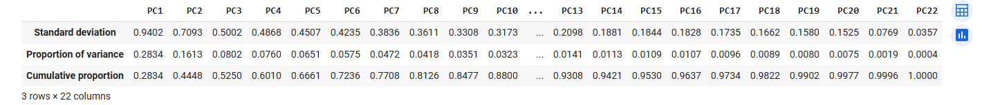 PC1 PC2 PC3 PC4 PC5 PC6 PC7 PC8 PC9 PC10 ... PC13 PC14 PC15 PC16 PC17 PC18 PC19 PC20 PC21 PC22
Standard deviation 0.9402 0.7093 0.5002 0.4868 0.4507 0.4235 0.3836 0.3611 0.3308 0.3173 ... 0.2098 0.1881 0.1844 0.1828 0.1735 0.1662 0.1580 0.1525 0.0769 0.0357
Proportion of variance 0.2834 0.1613 0.0802 0.0760 0.0651 0.0575 0.0472 0.0418 0.0351 0.0323 ... 0.0141 0.0113 0.0109 0.0107 0.0096 0.0089 0.0080 0.0075 0.0019 0.0004
Cumulative proportion 0.2834 0.4448 0.5250 0.6010 0.6661 0.7236 0.7708 0.8126 0.8477 0.8800 ... 0.9308 0.9421 0.9530 0.9637 0.9734 0.9822 0.9902 0.9977 0.9996 1.0000
3 rows × 22 columns